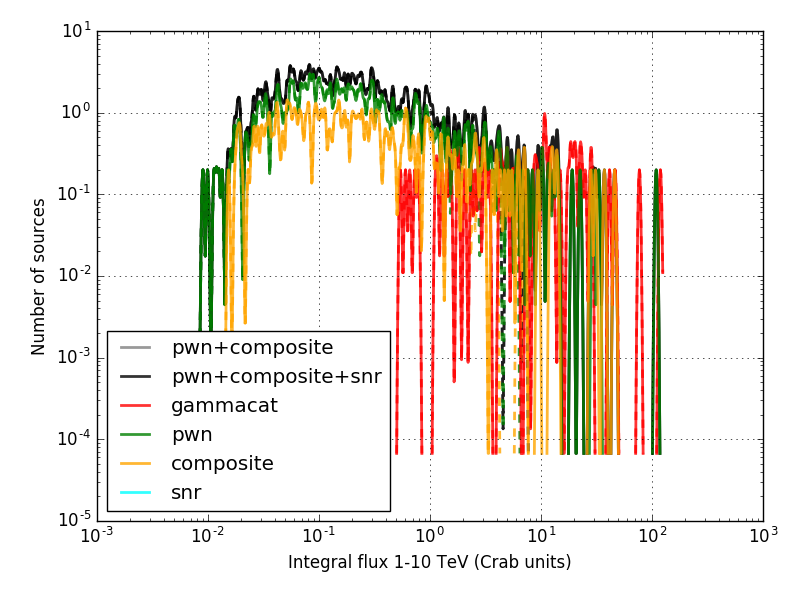 10^1
10^0
10^-1
10^-2
10^-3
10^-4
10^-5
Number of sources
pwn+composite
pwn+composite+snr
gammacat
pwn
composite
snr
10^-3 10^-2 10^-1 10^0 10^1 10^2 10^3
Integral flux 1-10 TeV (Crab units)